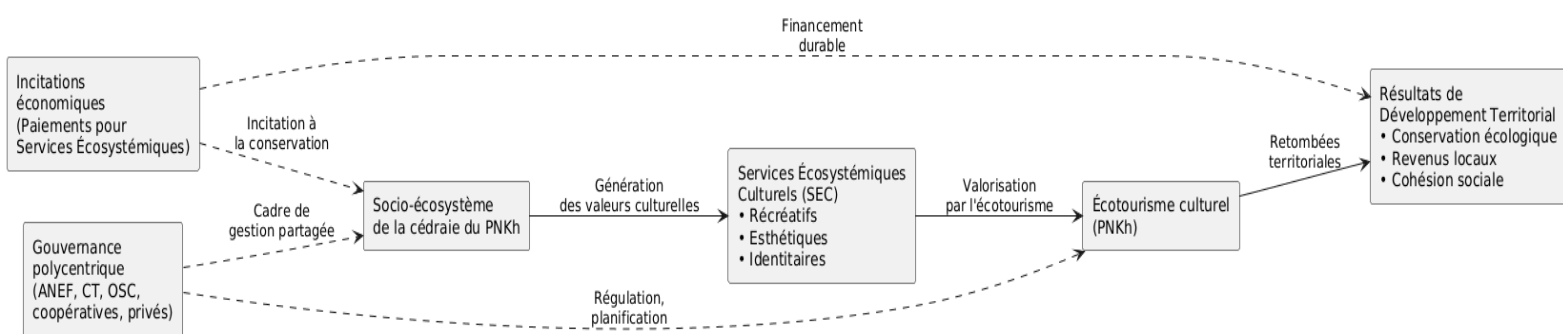 Financement
durable
Incitations
économiques
(Paiements pour
Services Écosystémiques)
Incitation à
la conservation
Cadre de
gestion partagée
Gouvernance
polycentrique
(ANEF, CT, OSC,
coopératives, privés)
Socio-écosystème
de la cédraie du PNKh
Génération
des valeurs culturelles
Services Écosystémiques
Culturels (SEC)
• Récréatifs
• Esthétiques
• Identitaires
Valorisation
par l'écotourisme
Régulation,
planification
Écotourisme culturel
(PNKh)
Retombées
territoriales
Résultats de
Développement Territorial
• Conservation écologique
• Revenus locaux
• Cohésion sociale